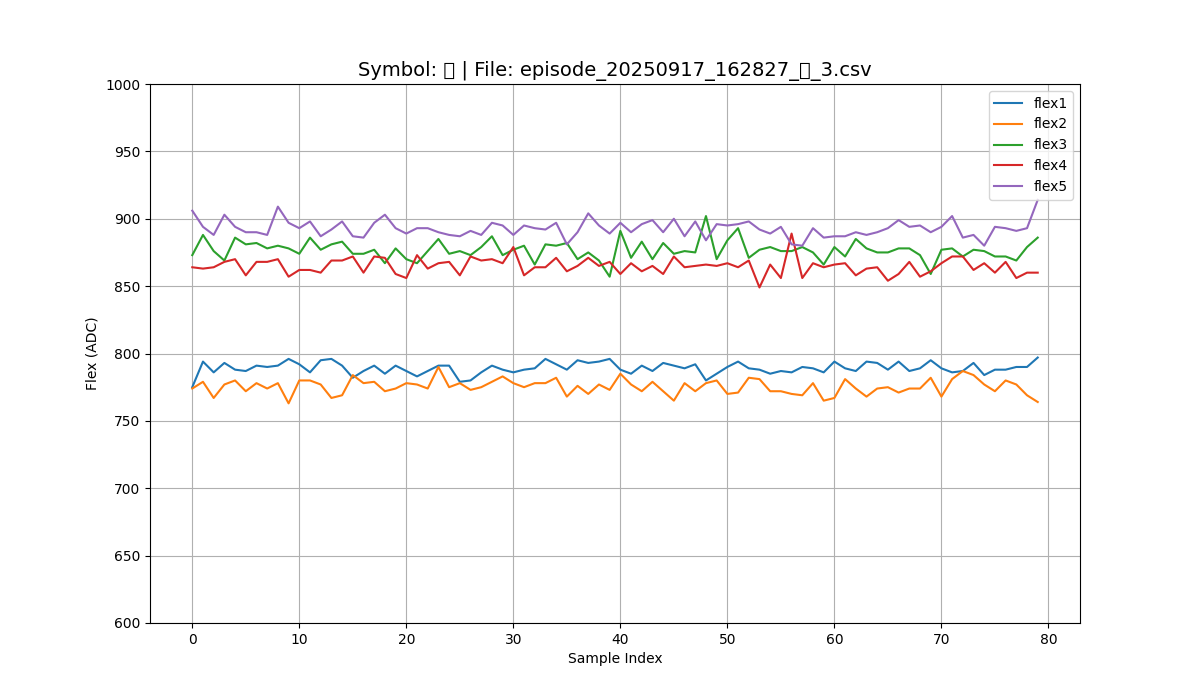 Symbol: ▯ | File: episode_20250917_162827_▯_3.csv
1000
950
900
850
800
750
700
650
600
Flex (ADC)
flex1
flex2
flex3
flex4
flex5
0 10 20 30 40 50 60 70 80
Sample Index